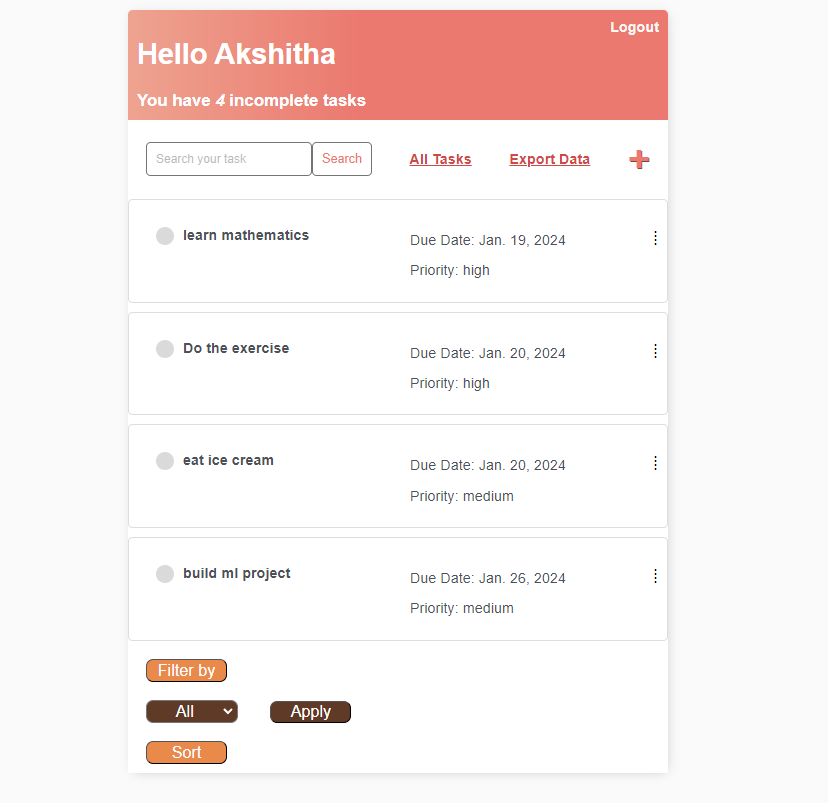 Logout
Hello Akshitha
You have 4 incomplete tasks
Search your task Search All Tasks Export Data
learn mathematics
Due Date: Jan. 19, 2024
Priority: high
Do the exercise
Due Date: Jan. 20, 2024
Priority: high
eat ice cream
Due Date: Jan. 20, 2024
Priority: medium
build ml project
Due Date: Jan. 26, 2024
Priority: medium
Filter by
All Apply
Sort